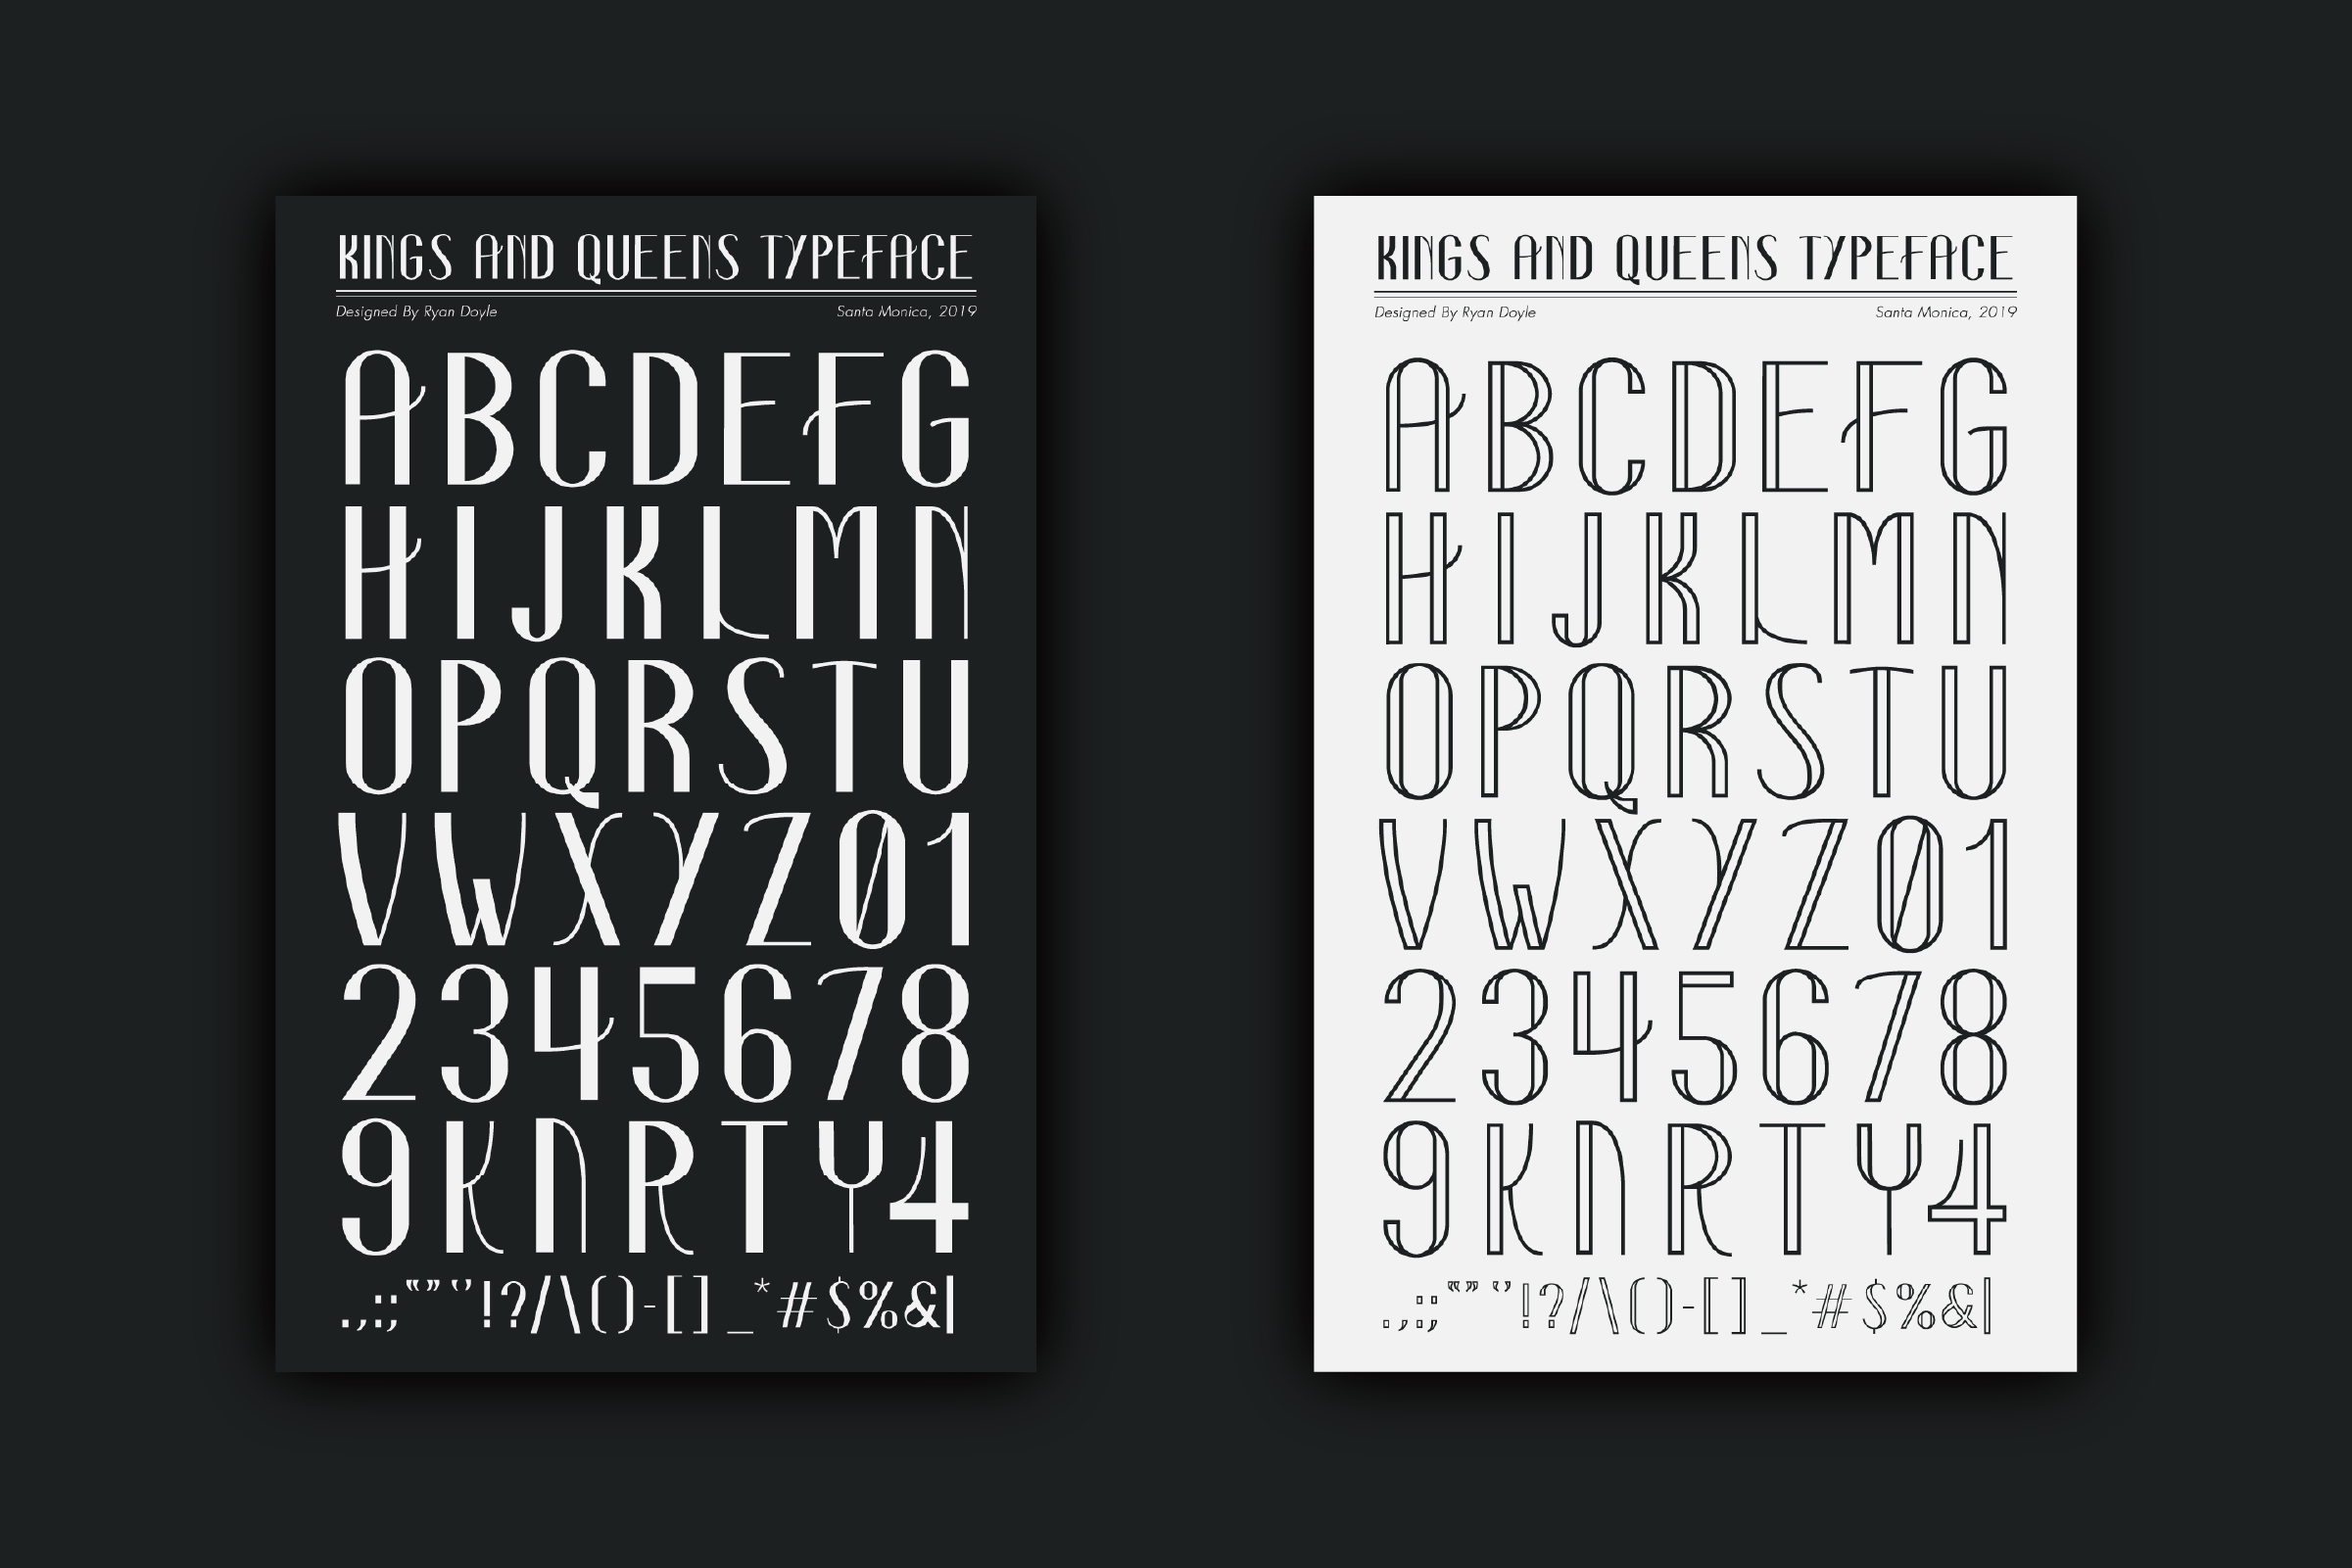 KINGS AND QUEENS TYPEFACE
Designed By Ryan Doyle Santa Monica, 2019
ABCDEFG
HIJKLMN
OPQRSTU
VWXYZ01
2345678
9KNRTY4
.,:;“”‘’!?/\()-[]_*#$%&|
KINGS AND QUEENS TYPEFACE
Designed By Ryan Doyle Santa Monica, 2019
ABCDEFG
HIJKLMN
OPQRSTU
VWXYZ01
2345678
9KNRTY4
.,:;“”‘’!?/\()-[]_*#$%&|